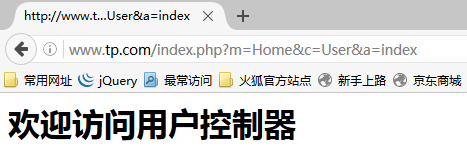 http://www.t...User&a=index
www.tp.com/index.php?m=Home&c=User&a=index
常用网址 jQuery 最常访问 火狐官方站点 新手上路 京东商城
欢迎访问用户控制器